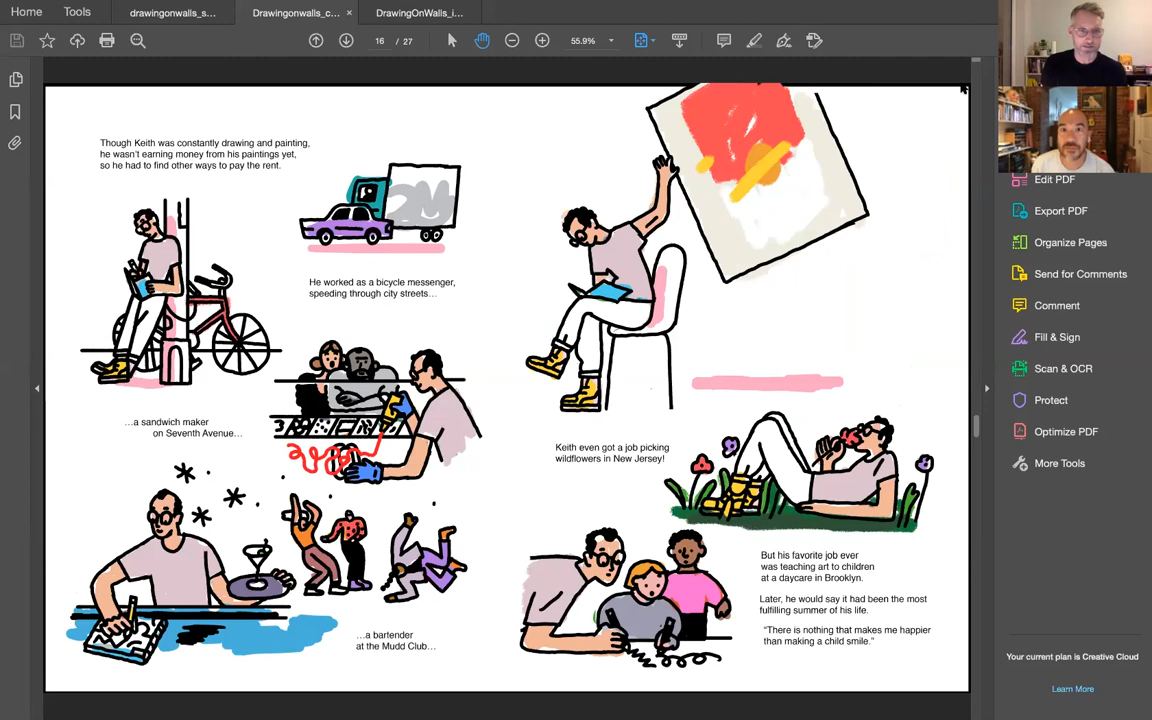 Home Tools drawingonwalls_s... Drawingonwalls_c... × DrawingOnWalls_i...
16 / 27 55.9%
Though Keith was constantly drawing and painting,
he wasn't earning money from his paintings yet,
so he had to find other ways to pay the rent.
2M
He worked as a bicycle messenger,
speeding through city streets…
…a sandwich maker
on Seventh Avenue…
…a bartender
at the Mudd Club…
Keith even got a job picking
wildflowers in New Jersey!
But his favorite job ever
was teaching art to children
at a daycare in Brooklyn.
Later, he would say it had been the most
fulfilling summer of his life.
“There is nothing that makes me happier
than making a child smile.”
Edit PDF
Export PDF
Organize Pages
Send for Comments
Comment
Fill & Sign
Scan & OCR
Protect
Optimize PDF
More Tools
Your current plan is Creative Cloud
Learn More